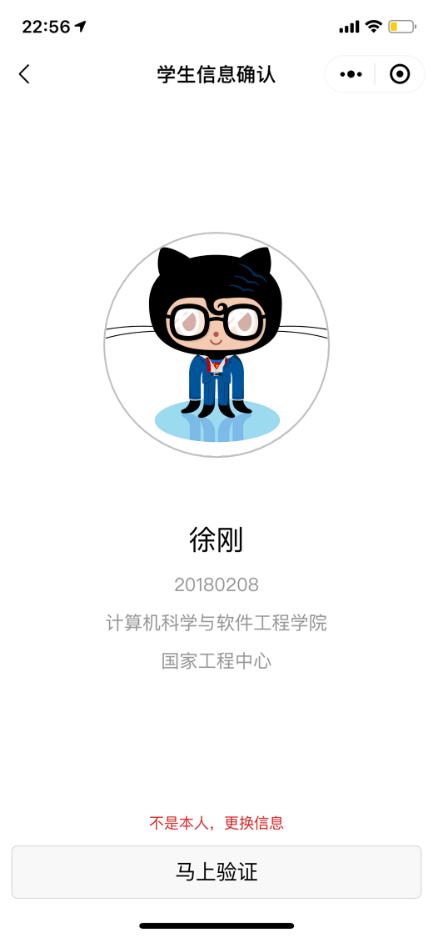 22:56
学生信息确认
徐刚
20180208
计算机科学与软件工程学院
国家工程中心
不是本人，更换信息
马上验证